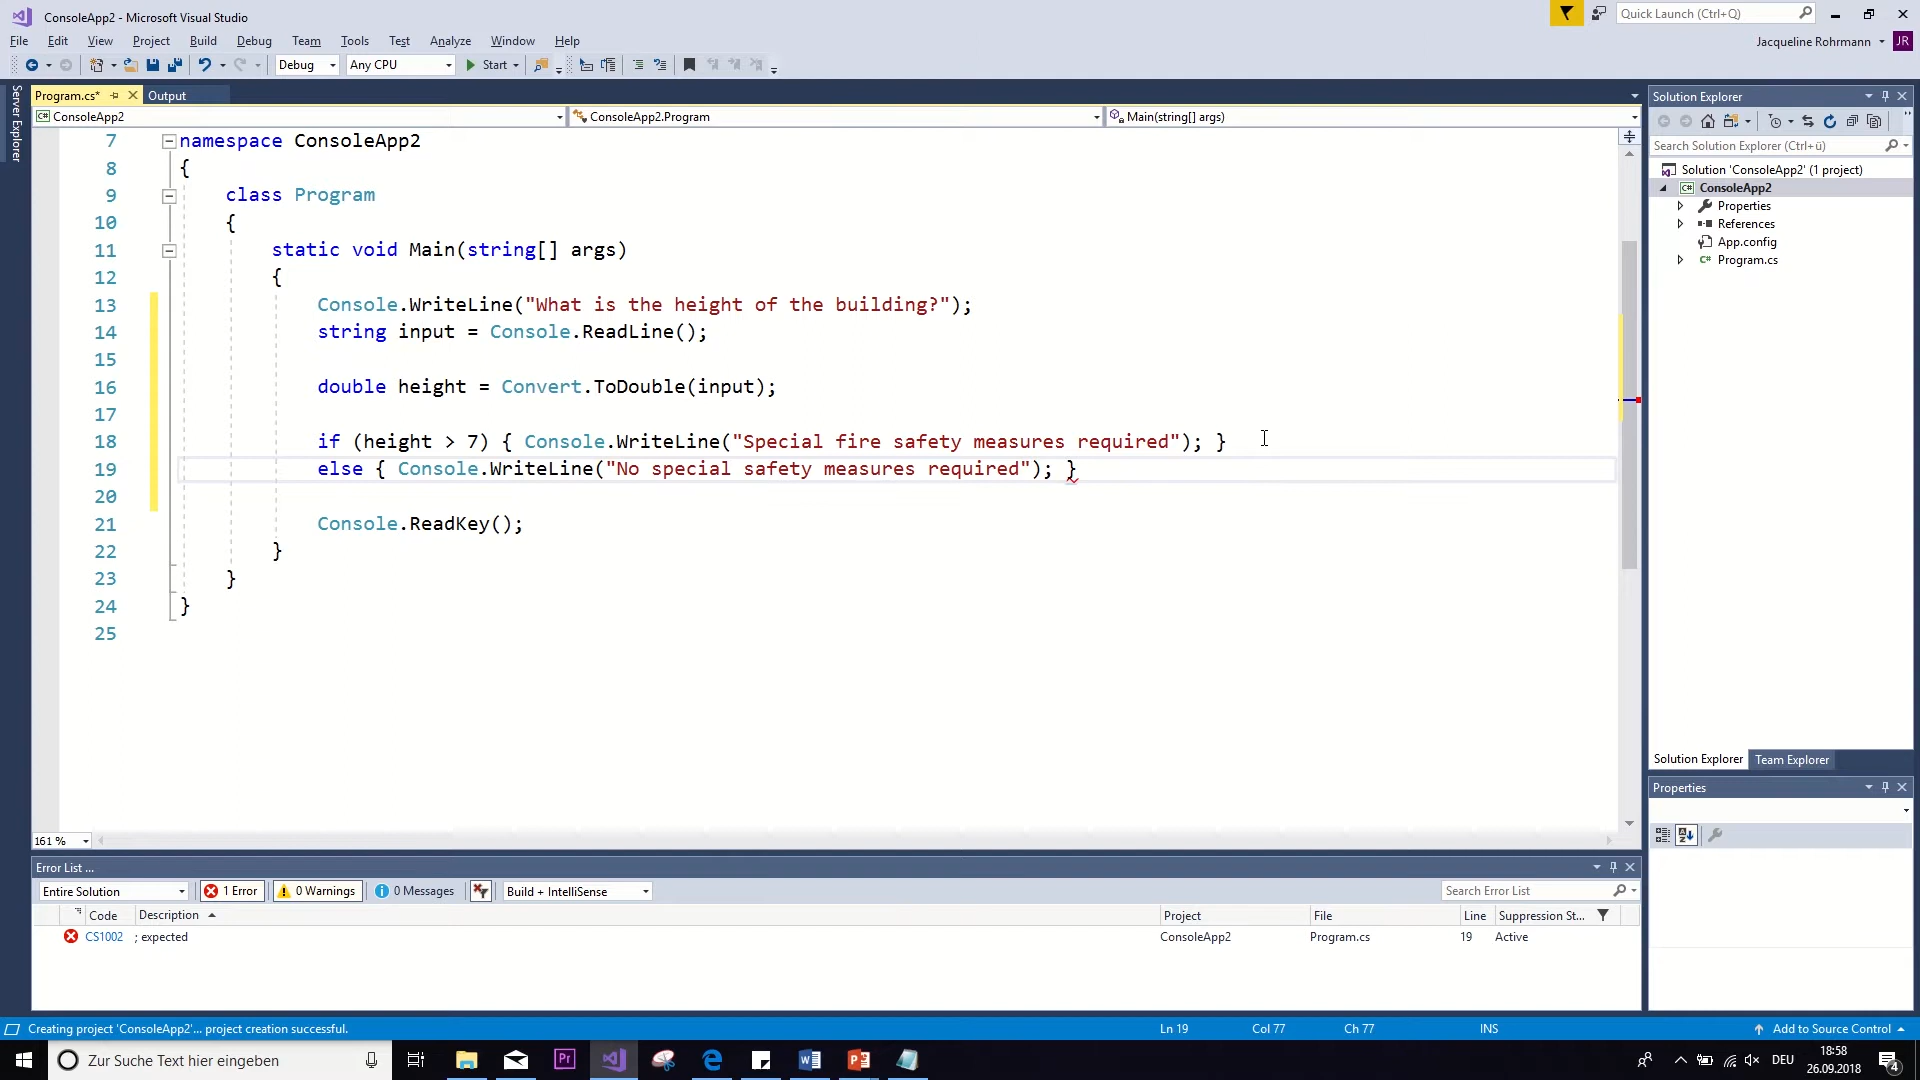 ConsoleApp2 - Microsoft Visual Studio
Quick Launch (Ctrl+Q)
File Edit View Project Build Debug Team Tools Test Analyze Window Help
Jacqueline Rohrmann JR
Debug Any CPU Start
Server Explorer
Program.cs* Output
ConsoleApp2 ConsoleApp2.Program Main(string[] args)
7 namespace ConsoleApp2
8 {
9 class Program
10 {
11 static void Main(string[] args)
12 {
13 Console.WriteLine("What is the height of the building?");
14 string input = Console.ReadLine();
15
16 double height = Convert.ToDouble(input);
17
18 if (height > 7) { Console.WriteLine("Special fire safety measures required"); }
19 else { Console.WriteLine("No special safety measures required"); }
20
21 Console.ReadKey();
22 }
23 }
24 }
25
161 %
Solution Explorer
Search Solution Explorer (Ctrl+ü)
Solution 'ConsoleApp2' (1 project)
C# ConsoleApp2
Properties
References
App.config
C# Program.cs
Solution Explorer Team Explorer
Properties
Error List ...
Entire Solution 1 Error 0 Warnings 0 Messages Build + IntelliSense Search Error List
Code Description Project File Line Suppression St...
CS1002 ; expected ConsoleApp2 Program.cs 19 Active
Creating project 'ConsoleApp2'... project creation successful. Ln 19 Col 77 Ch 77 INS Add to Source Control
Zur Suche Text hier eingeben
DEU
18:58
26.09.2018
4